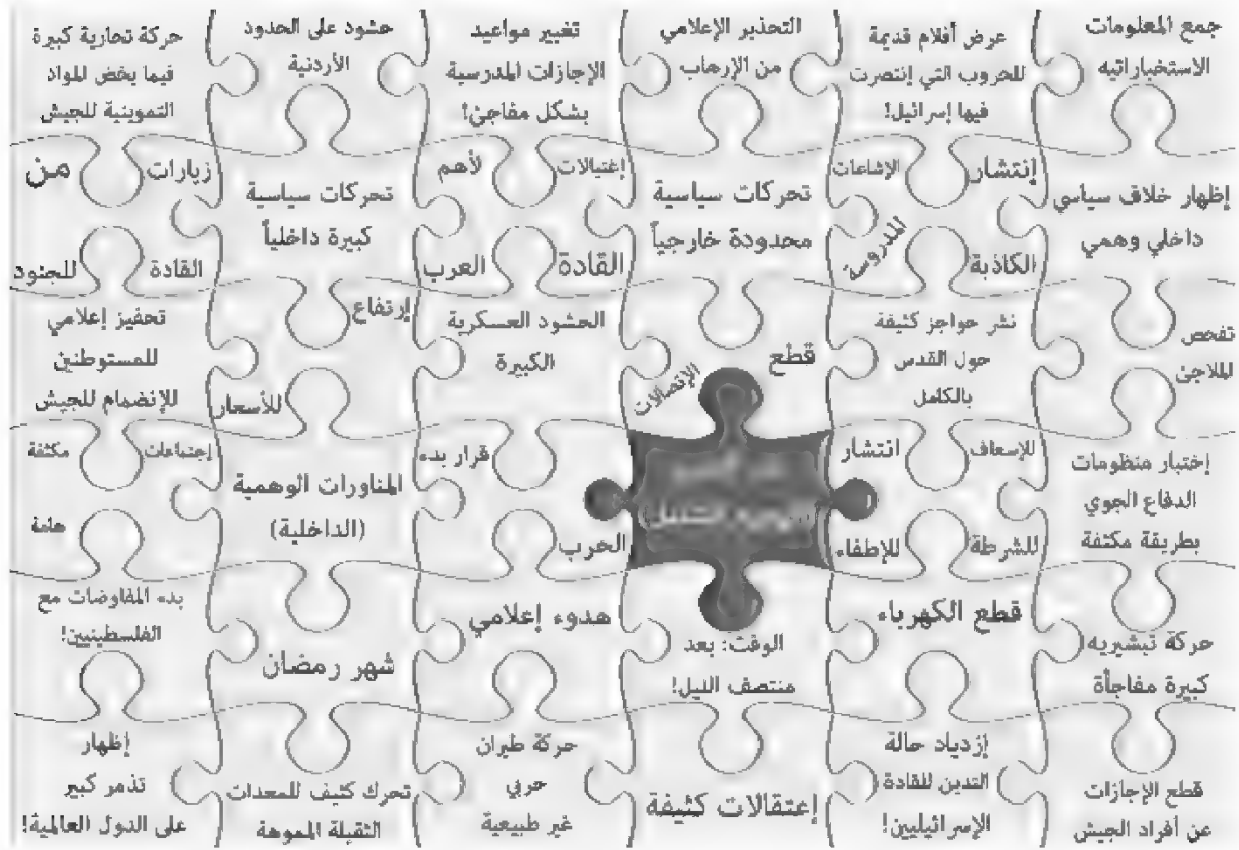 جمع المعلومات
الاستخباراتيه
عرض أفلام قديمة
للحروب التي إنتصرت
فيها إسرائيل!
التحذير الإعلامي
من الإرهاب
تغيير مواعيد
الإجازات المدرسية
بشكل مفاجئ!
حشود على الحدود
الأردنية
حركة تجارية كبيرة
فيما يخض المواد
التموينية للجيش
إظهار خلاف سياسي
داخلي وهمي
إنتشار الإشاعات
الكاذبة المدروسة
تحركات سياسية
محدودة خارجياً
إغتيالات لأهم
القادة العرب
تحركات سياسية
كبيرة داخلياً
زيارات من
القادة للجنود
تفحص
الملاجئ
نشر حواجز كثيفة
حول القدس
بالكامل
قطع
الإتصالات
الحشود العسكرية
الكبيرة
إرتفاع
للأسعار
تحفيز إعلامي
للمستوطنين
للإنضمام للجيش
إختبار منظومات
الدفاع الجوي
بطريقة مكثفة
انتشار للإسعاف
للشرطة للإطفاء
قرار بدء
الحرب
المناورات الوهمية
(الداخلية)
إجتماعات مكثفة
هامة
حركة تبشيريه
كبيرة مفاجأة
قطع الكهرباء
الوقت: بعد
منتصف الليل!
هدوء إعلامي
شهر رمضان
بدء المفاوضات مع
الفلسطينيين!
قطع الإجازات
عن أفراد الجيش
إزدياد حالة
التدين للقادة
الإسرائيليين!
إعتقالات كثيفة
حركة طيران
حربي
غير طبيعية
تحرك كثيف للمعدات
الثقيلة المموهة
إظهار
تذمر كبير
على الدول العالمية!